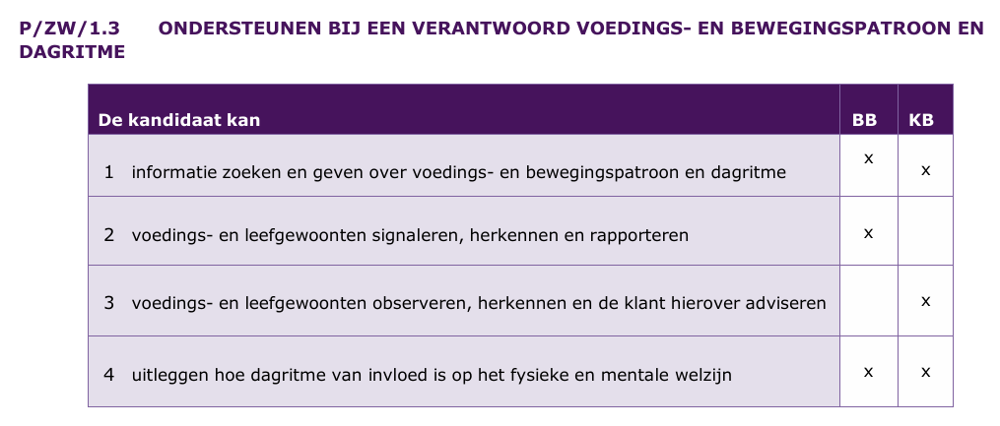 P/ZW/1.3 ONDERSTEUNEN BIJ EEN VERANTWOORD VOEDINGS- EN BEWEGINGSPATROON EN
DAGRITME
De kandidaat kan BB KB
1 informatie zoeken en geven over voedings- en bewegingspatroon en dagritme x x
2 voedings- en leefgewoonten signaleren, herkennen en rapporteren x
3 voedings- en leefgewoonten observeren, herkennen en de klant hierover adviseren x
4 uitleggen hoe dagritme van invloed is op het fysieke en mentale welzijn x x